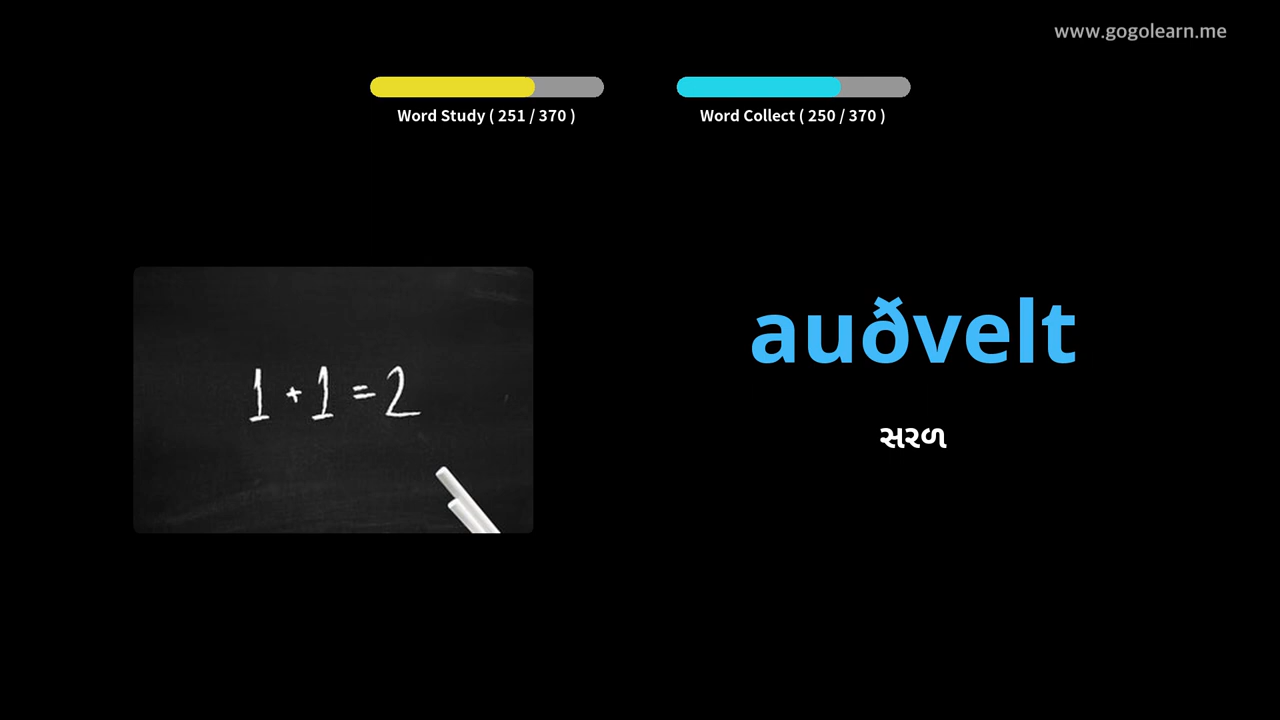 www.gogolearn.me
Word Study ( 251 / 370 )
Word Collect ( 250 / 370 )
1 + 1 = 2
auðvelt
સરળ